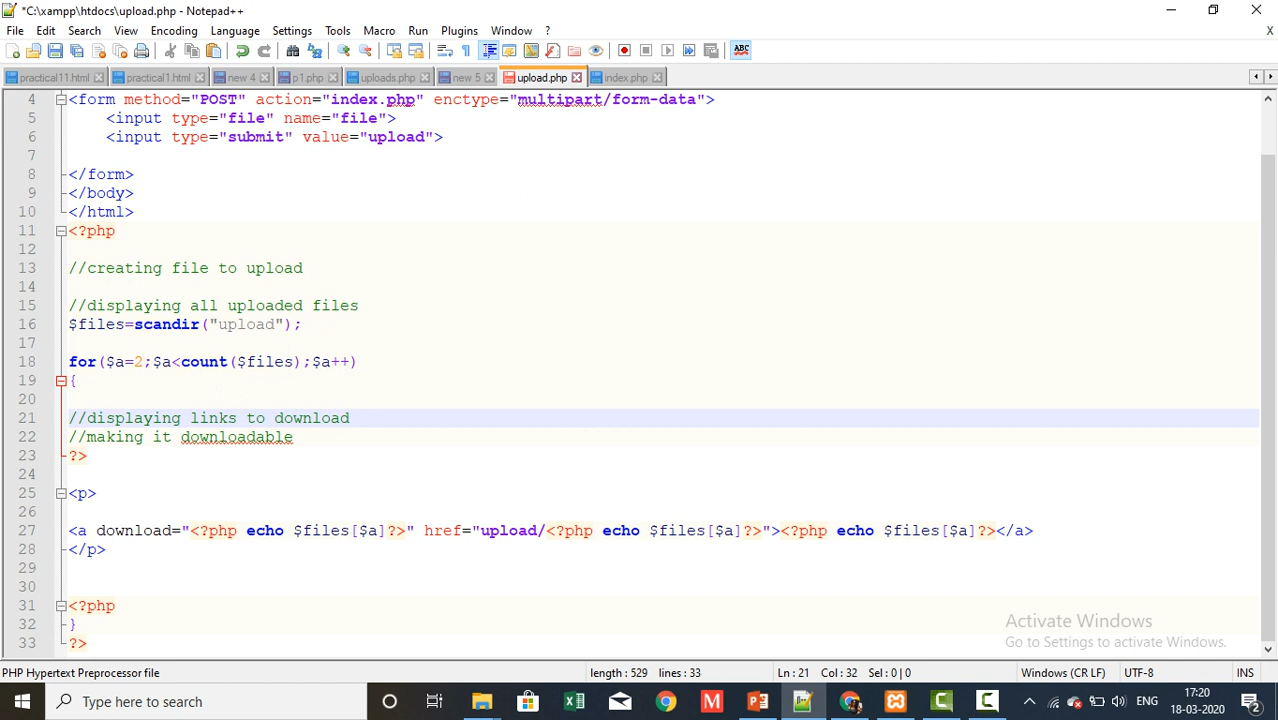 *C:\xampp\htdocs\upload.php - Notepad++
File Edit Search View Encoding Language Settings Tools Macro Run Plugins Window ? X
ABC
practical11.html practical1.html new 4 p1.php uploads.php new 5 upload.php index.php
4 <form method="POST" action="index.php" enctype="multipart/form-data">
5 <input type="file" name="file">
6 <input type="submit" value="upload">
7
8 </form>
9 </body>
10 </html>
11 <?php
12
13 //creating file to upload
14
15 //displaying all uploaded files
16 $files=scandir("upload");
17
18 for($a=2;$a<count($files);$a++)
19 {
20
21 //displaying links to download
22 //making it downloadable
23 ?>
24
25 <p>
26
27 <a download="<?php echo $files[$a]?>" href="upload/<?php echo $files[$a]?>"><?php echo $files[$a]?></a>
28 </p>
29
30
31 <?php
32 }
33 ?>
Activate Windows
Go to Settings to activate Windows.
PHP Hypertext Preprocessor file length : 529 lines : 33 Ln : 21 Col : 32 Sel : 0 | 0 Windows (CR LF) UTF-8 INS
Type here to search
ENG
17:20
18-03-2020
2